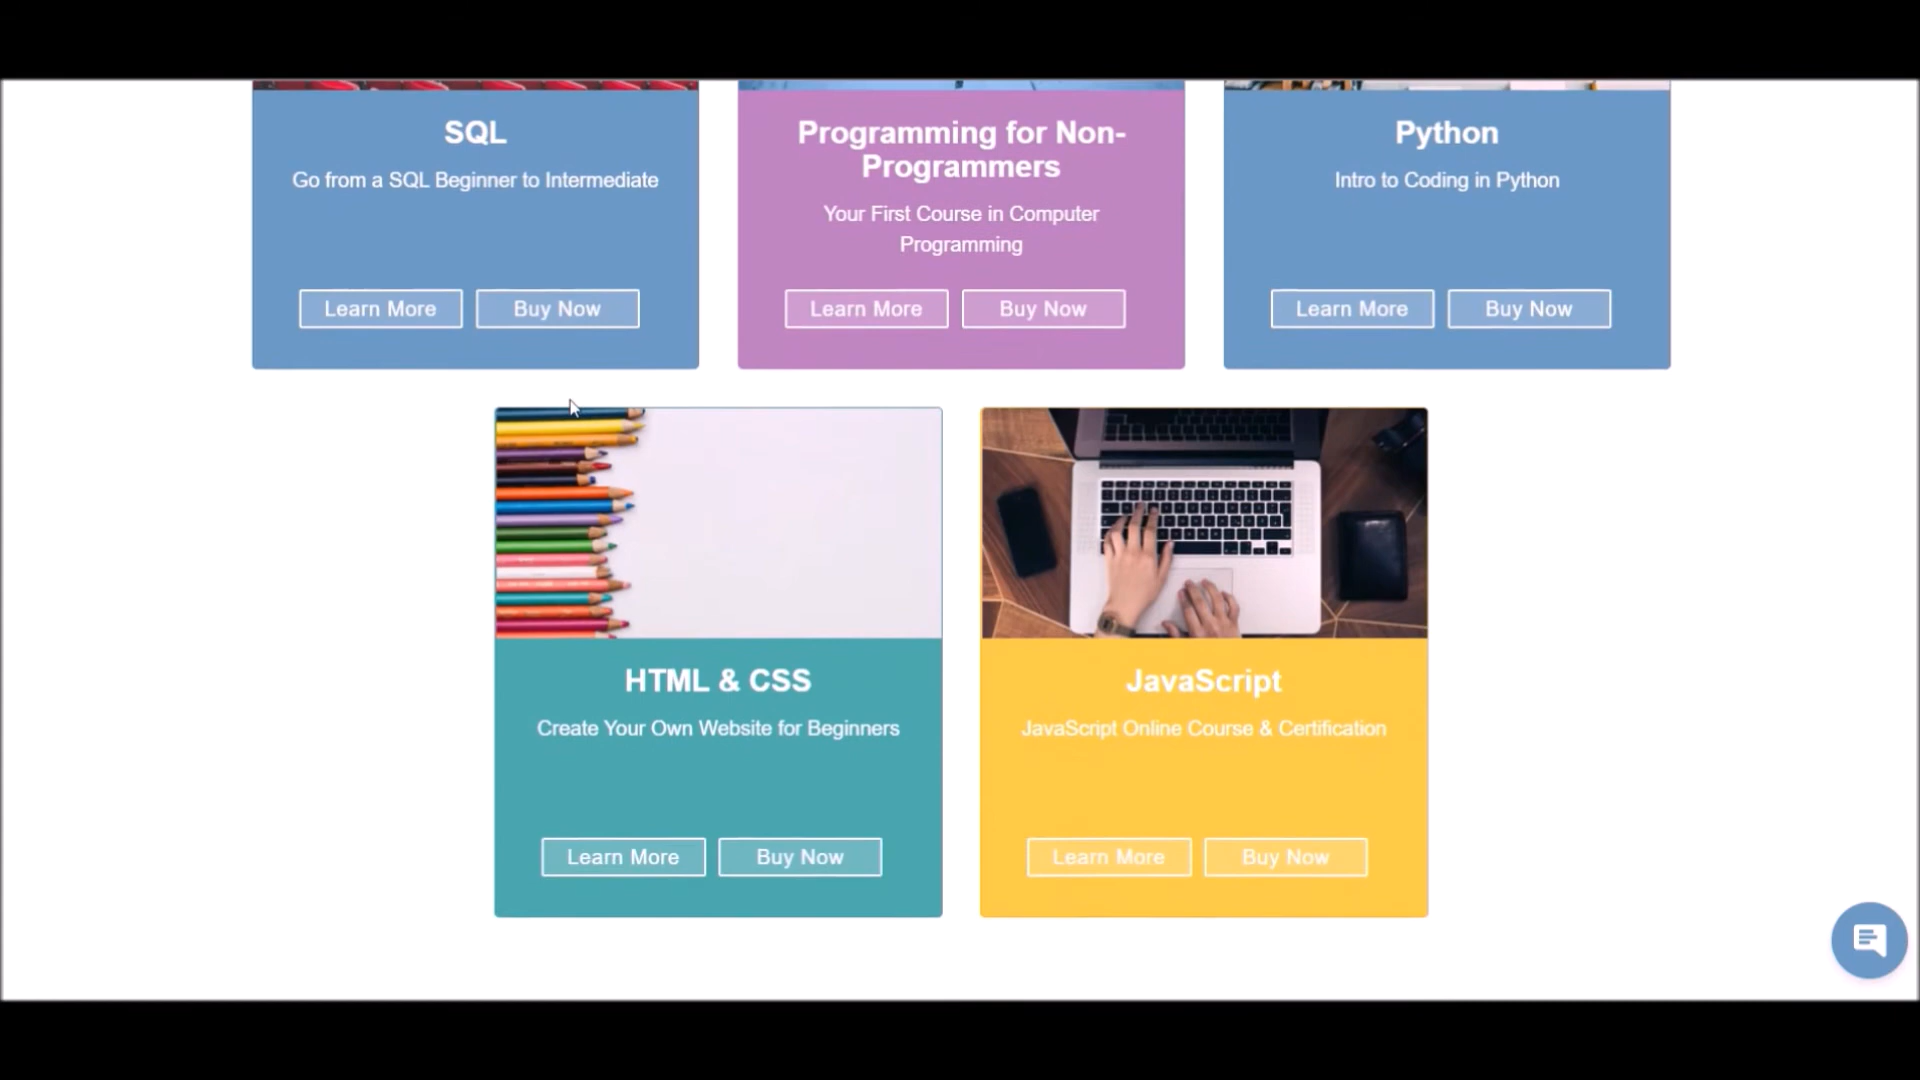 SQL
Go from a SQL Beginner to Intermediate
Learn More
Buy Now
Programming for Non-
Programmers
Your First Course in Computer
Programming
Learn More
Buy Now
Python
Intro to Coding in Python
Learn More
Buy Now
HTML & CSS
Create Your Own Website for Beginners
Learn More
Buy Now
JavaScript
JavaScript Online Course & Certification
Learn More
Buy Now